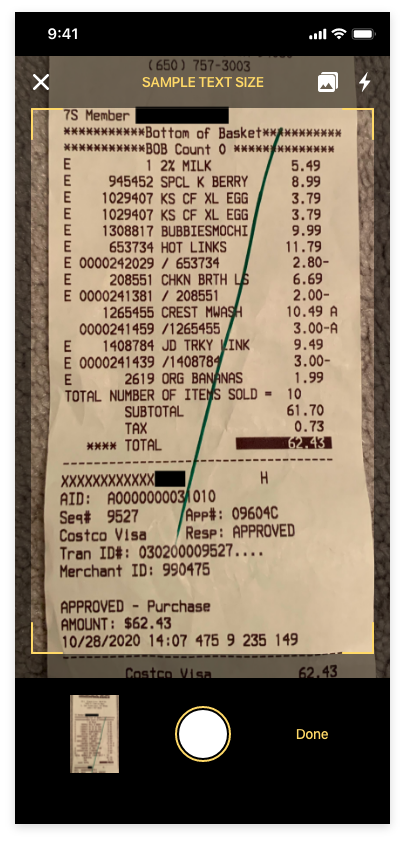 9:41
(650) 757-3003
SAMPLE TEXT SIZE
7S Member
***********Bottom of Basket***********
***********BOB Count 0 **************
E 1 2% MILK 5.49
E 945452 SPCL K BERRY 8.99
E 1029407 KS CF XL EGG 3.79
E 1029407 KS CF XL EGG 3.79
E 1308817 BUBBIESMOCHI 9.99
E 653734 HOT LINKS 11.79
E 0000242029 / 653734 2.80-
E 208551 CHKN BRTH LS 6.69
E 0000241381 / 208551 2.00-
1265455 CREST MWASH 10.49 A
0000241459 /1265455 3.00-A
E 1408784 JD TRKY LINK 9.49
E 0000241439 /1408784 3.00-
E 2619 ORG BANANAS 1.99
TOTAL NUMBER OF ITEMS SOLD = 10
SUBTOTAL 61.70
TAX 0.73
**** TOTAL 62.43
XXXXXXXXXXXX H
AID: A0000000031010
Seq# 9527 App#: 09604C
Costco Visa Resp: APPROVED
Tran ID#: 030200009527....
Merchant ID: 990475
APPROVED - Purchase
AMOUNT: $62.43
10/28/2020 14:07 475 9 235 149
Costco Visa 62.43
Done